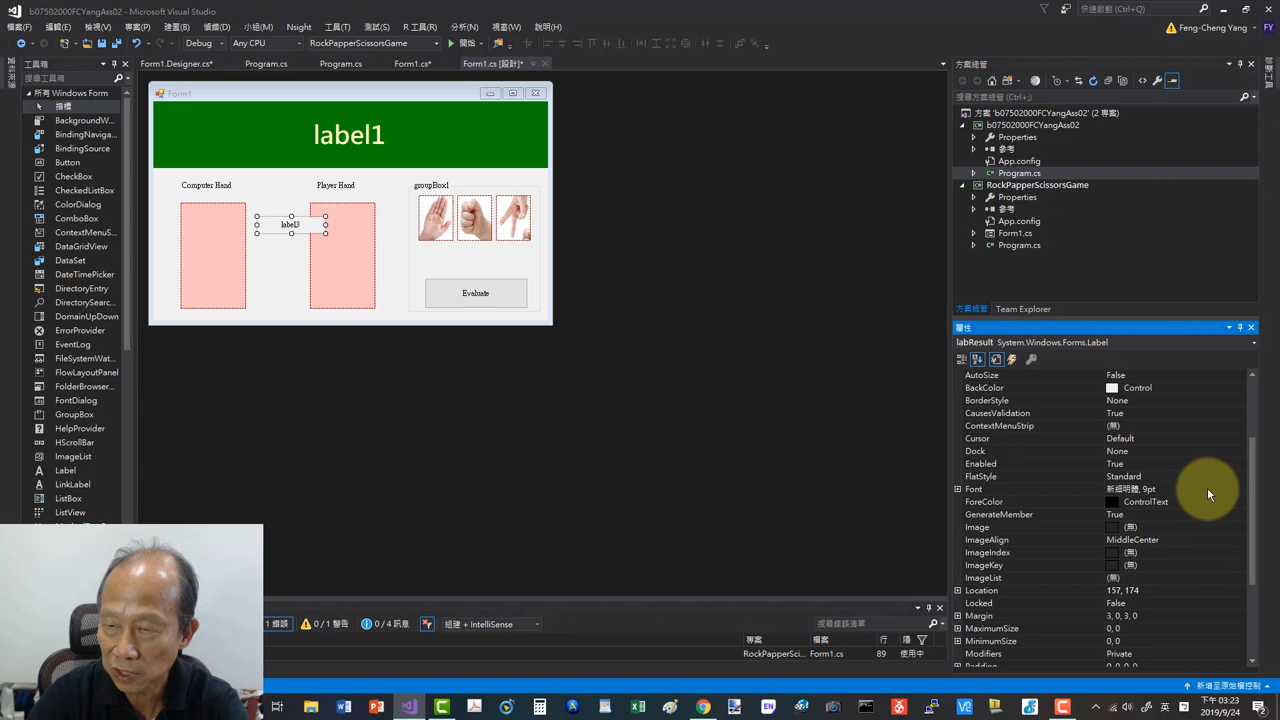 b07502000FCYangAss02 - Microsoft Visual Studio
快速啟動 (Ctrl+Q)
檔案(F) 編輯(E) 檢視(V) 專案(P) 建置(B) 偵錯(D) 小組(M) 格式(O) 工具(T) 測試(S) 分析(N) 視窗(W) 說明(H)
Feng-Cheng Yang FY
Debug Any CPU RockPapperScissorsGame 開始
工具箱 Form1.Designer.cs* Program.cs Program.cs Form1.cs* Form1.cs [設計]* 方案總管
搜尋工具箱
所有 Windows Form
指標
BackgroundW...
BindingNaviga...
BindingSource
Button
CheckBox
CheckedListBox
ColorDialog
ComboBox
ContextMenuS...
DataGridView
DataSet
DateTimePicker
DirectoryEntry
DirectorySearc...
DomainUpDown
ErrorProvider
EventLog
FileSystemWat...
FlowLayoutPanel
FolderBrowser...
FontDialog
GroupBox
HelpProvider
HScrollBar
ImageList
Label
LinkLabel
ListBox
ListView
Form1
label1
Computer Hand Player Hand groupBox1
label3
Evaluate
搜尋方案總管 (Ctrl+;)
方案 'b07502000FCYangAss02' (2 專案)
b07502000FCYangAss02
Properties
參考
App.config
Program.cs
RockPapperScissorsGame
Properties
參考
App.config
Form1.cs
Program.cs
方案總管 Team Explorer
屬性
labResult System.Windows.Forms.Label
AutoSize False
BackColor Control
BorderStyle None
CausesValidation True
ContextMenuStrip (無)
Cursor Default
Dock None
Enabled True
FlatStyle Standard
Font 新細明體, 9pt
ForeColor ControlText
GenerateMember True
Image (無)
ImageAlign MiddleCenter
ImageIndex (無)
ImageKey (無)
ImageList (無)
Location 157, 174
Locked False
Margin 3, 0, 3, 0
MaximumSize 0, 0
MinimumSize 0, 0
Modifiers Private
Padding 0, 0, 0, 0
1 錯誤 0 / 1 警告 0 / 4 訊息 組建 + IntelliSense 搜尋錯誤清單
專案 檔案 行
RockPapperSci... Form1.cs 89 使用中
新增至原始檔控制
下午 03:23
2019/9/24